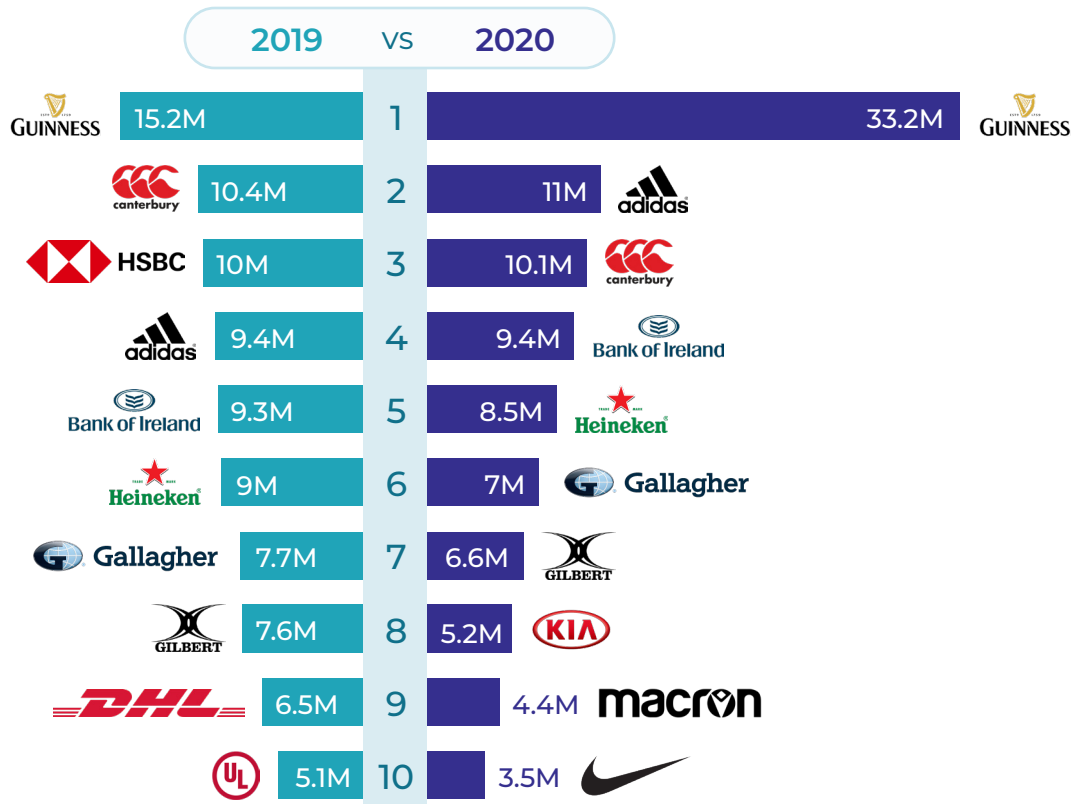 2019 vs 2020
GUINNESS 15.2M 1 33.2M GUINNESS
canterbury 10.4M 2 11M adidas
HSBC 10M 3 10.1M canterbury
adidas 9.4M 4 9.4M Bank of Ireland
Bank of Ireland 9.3M 5 8.5M Heineken
Heineken 9M 6 7M G Gallagher
G Gallagher 7.7M 7 6.6M GILBERT
GILBERT 7.6M 8 5.2M KIA
DHL 6.5M 9 4.4M macron
UL 5.1M 10 3.5M